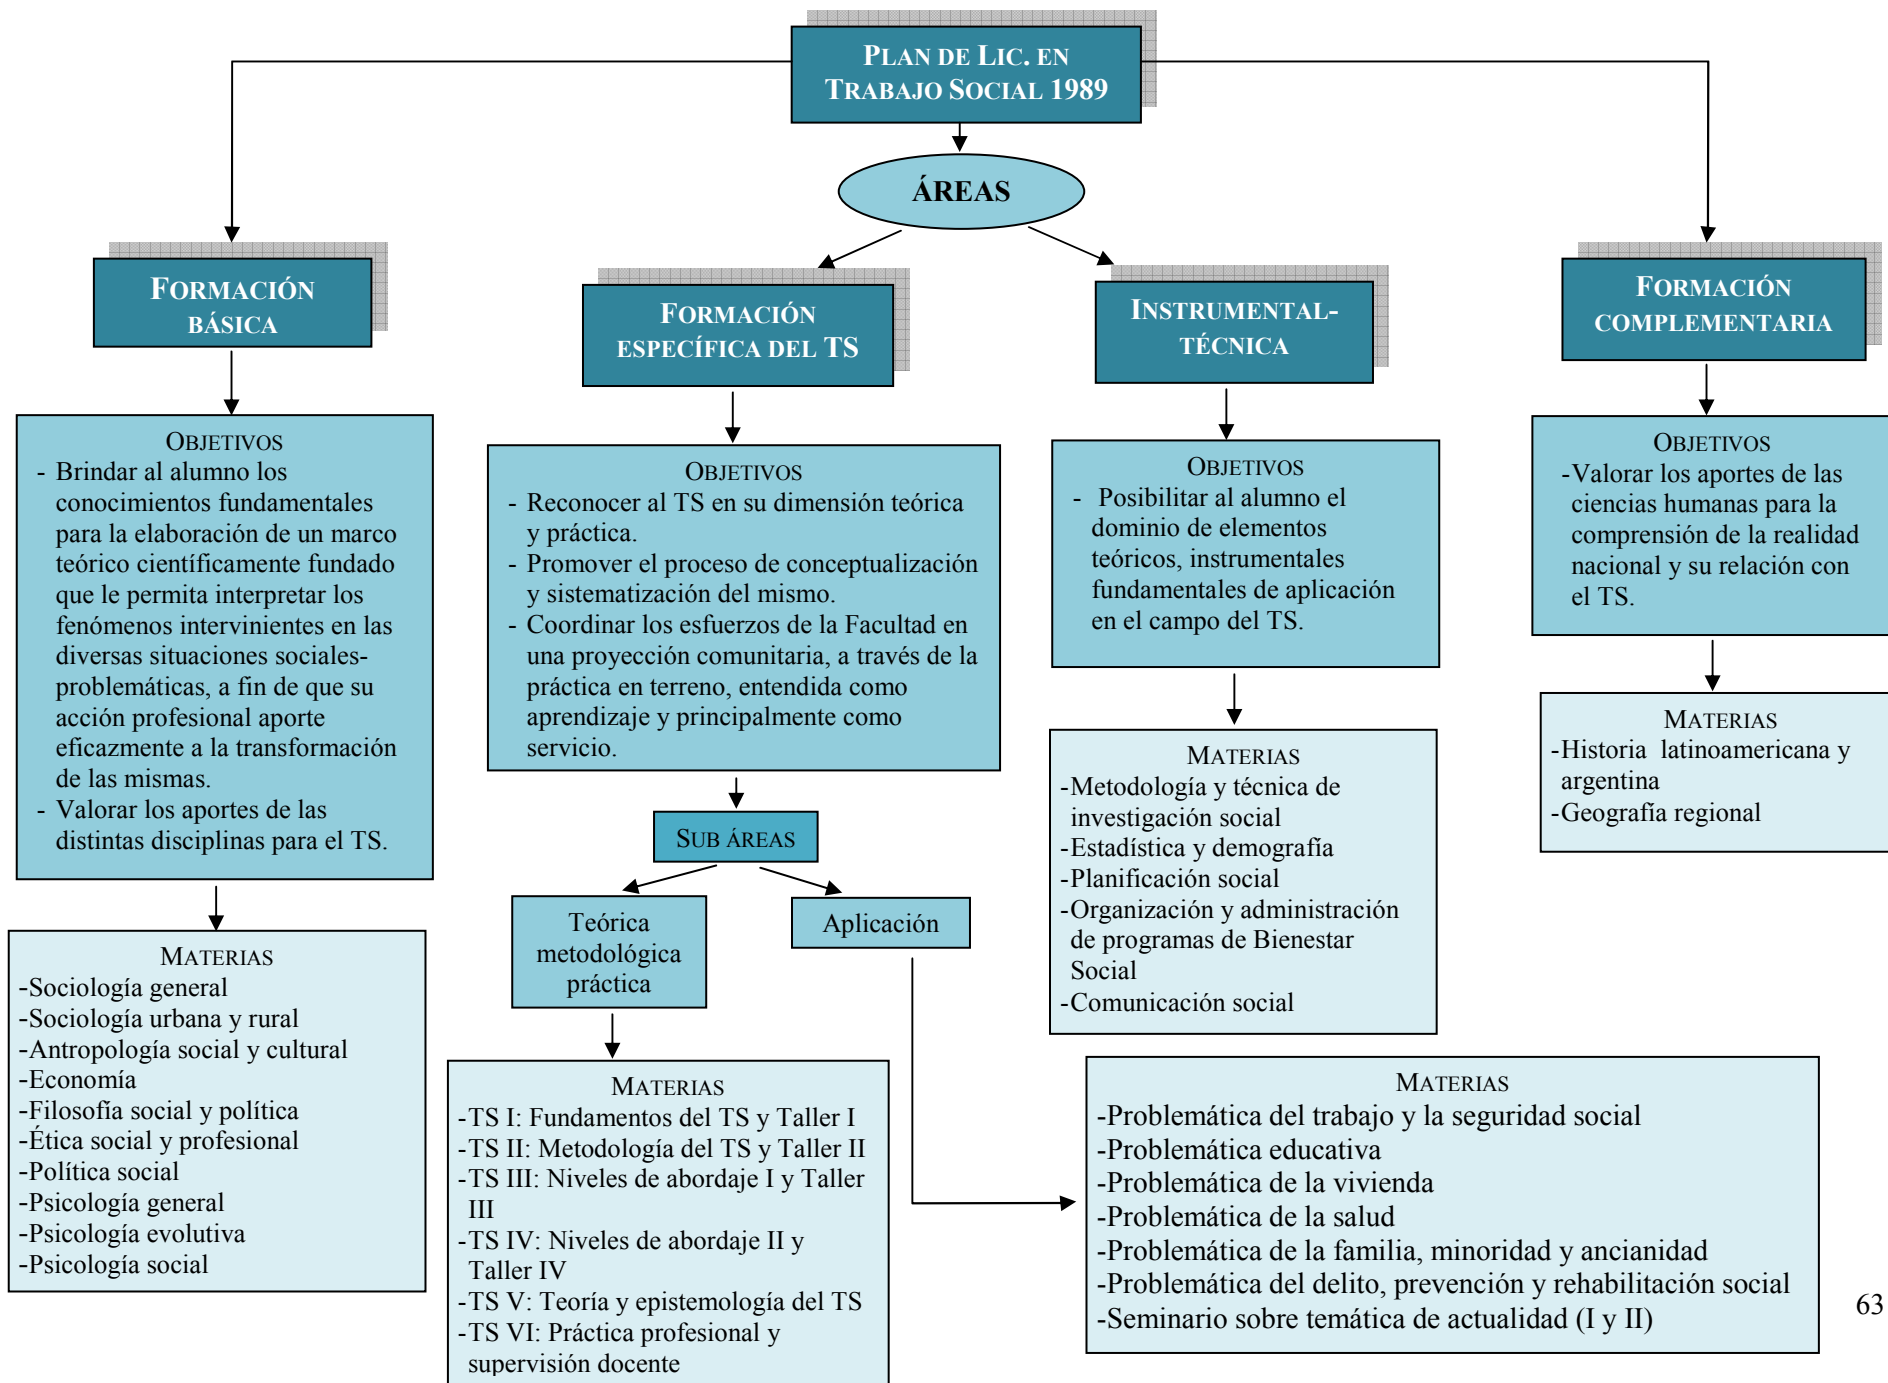 PLAN DE LIC. EN
TRABAJO SOCIAL 1989
ÁREAS
FORMACIÓN
BÁSICA
OBJETIVOS
- Brindar al alumno los
conocimientos fundamentales
para la elaboración de un marco
teórico científicamente fundado
que le permita interpretar los
fenómenos intervinientes en las
diversas situaciones sociales-
problemáticas, a fin de que su
acción profesional aporte
eficazmente a la transformación
de las mismas.
- Valorar los aportes de las
distintas disciplinas para el TS.
MATERIAS
-Sociología general
-Sociología urbana y rural
-Antropología social y cultural
-Economía
-Filosofía social y política
-Ética social y profesional
-Política social
-Psicología general
-Psicología evolutiva
-Psicología social
FORMACIÓN
ESPECÍFICA DEL TS
OBJETIVOS
- Reconocer al TS en su dimensión teórica
y práctica.
- Promover el proceso de conceptualización
y sistematización del mismo.
- Coordinar los esfuerzos de la Facultad en
una proyección comunitaria, a través de la
práctica en terreno, entendida como
aprendizaje y principalmente como
servicio.
SUB ÁREAS
Teórica
metodológica
práctica
MATERIAS
-TS I: Fundamentos del TS y Taller I
-TS II: Metodología del TS y Taller II
-TS III: Niveles de abordaje I y Taller
III
-TS IV: Niveles de abordaje II y
Taller IV
-TS V: Teoría y epistemología del TS
-TS VI: Práctica profesional y
supervisión docente
Aplicación
MATERIAS
-Problemática del trabajo y la seguridad social
-Problemática educativa
-Problemática de la vivienda
-Problemática de la salud
-Problemática de la familia, minoridad y ancianidad
-Problemática del delito, prevención y rehabilitación social
-Seminario sobre temática de actualidad (I y II)
INSTRUMENTAL-
TÉCNICA
OBJETIVOS
- Posibilitar al alumno el
dominio de elementos
teóricos, instrumentales
fundamentales de aplicación
en el campo del TS.
MATERIAS
-Metodología y técnica de
investigación social
-Estadística y demografía
-Planificación social
-Organización y administración
de programas de Bienestar
Social
-Comunicación social
FORMACIÓN
COMPLEMENTARIA
OBJETIVOS
-Valorar los aportes de las
ciencias humanas para la
comprensión de la realidad
nacional y su relación con
el TS.
MATERIAS
-Historia latinoamericana y
argentina
-Geografía regional
63